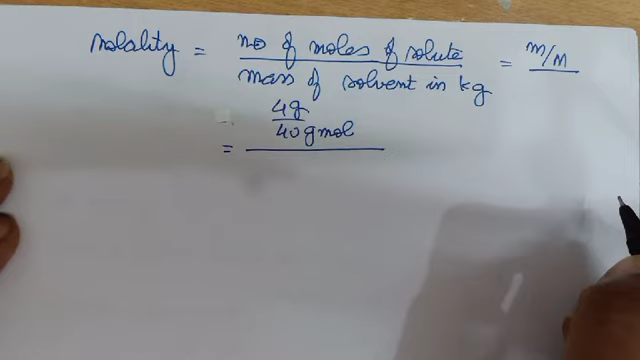 Molality = no of moles of solute / mass of solvent in kg = m/M
= 4g / 40 g mol